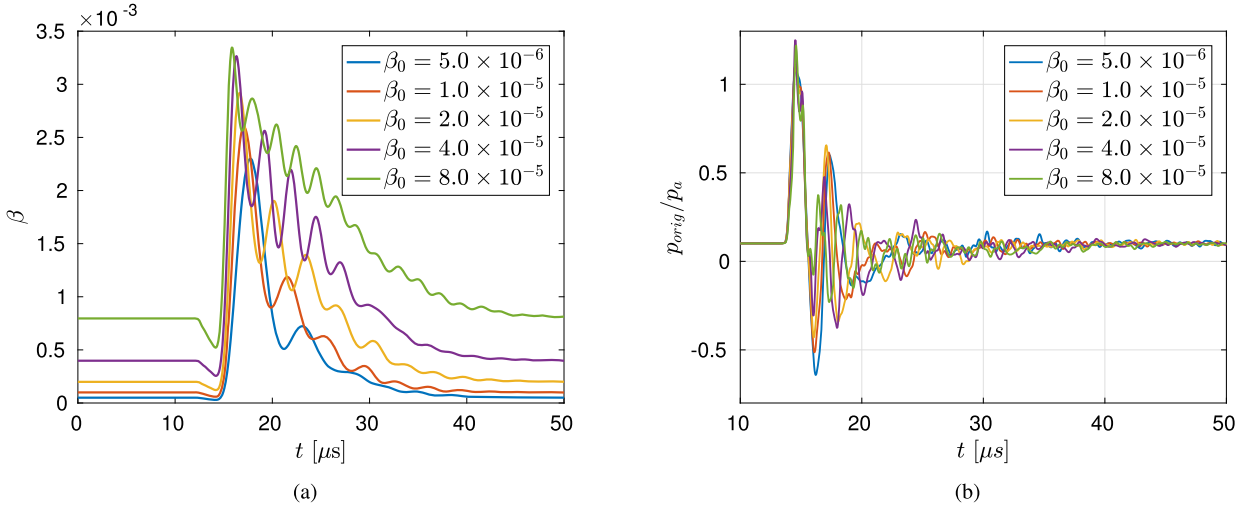 ×10⁻³
3.5
3
2.5
2
1.5
1
0.5
0
β
0 10 20 30 40 50
t [μs]
β₀ = 5.0 × 10⁻⁶
β₀ = 1.0 × 10⁻⁵
β₀ = 2.0 × 10⁻⁵
β₀ = 4.0 × 10⁻⁵
β₀ = 8.0 × 10⁻⁵
(a)
1
0.5
0
-0.5
p_orig/p_a
10 20 30 40 50
t [μs]
β₀ = 5.0 × 10⁻⁶
β₀ = 1.0 × 10⁻⁵
β₀ = 2.0 × 10⁻⁵
β₀ = 4.0 × 10⁻⁵
β₀ = 8.0 × 10⁻⁵
(b)